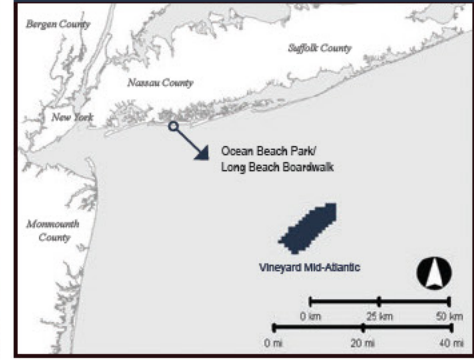 Bergen County
Suffolk County
Nassau County
New York
Ocean Beach Park/
Long Beach Boardwalk
Monmounth
County
Vineyard Mid-Atlantic
0 km 25 km 50 km
0 mi 20 mi 40 mi